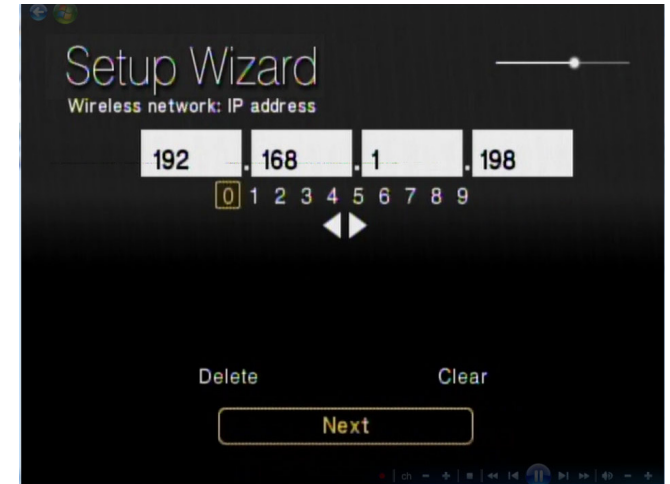 Setup Wizard
Wireless network: IP address
192 . 168 . 1 . 198
0 1 2 3 4 5 6 7 8 9
Delete Clear
Next
ch